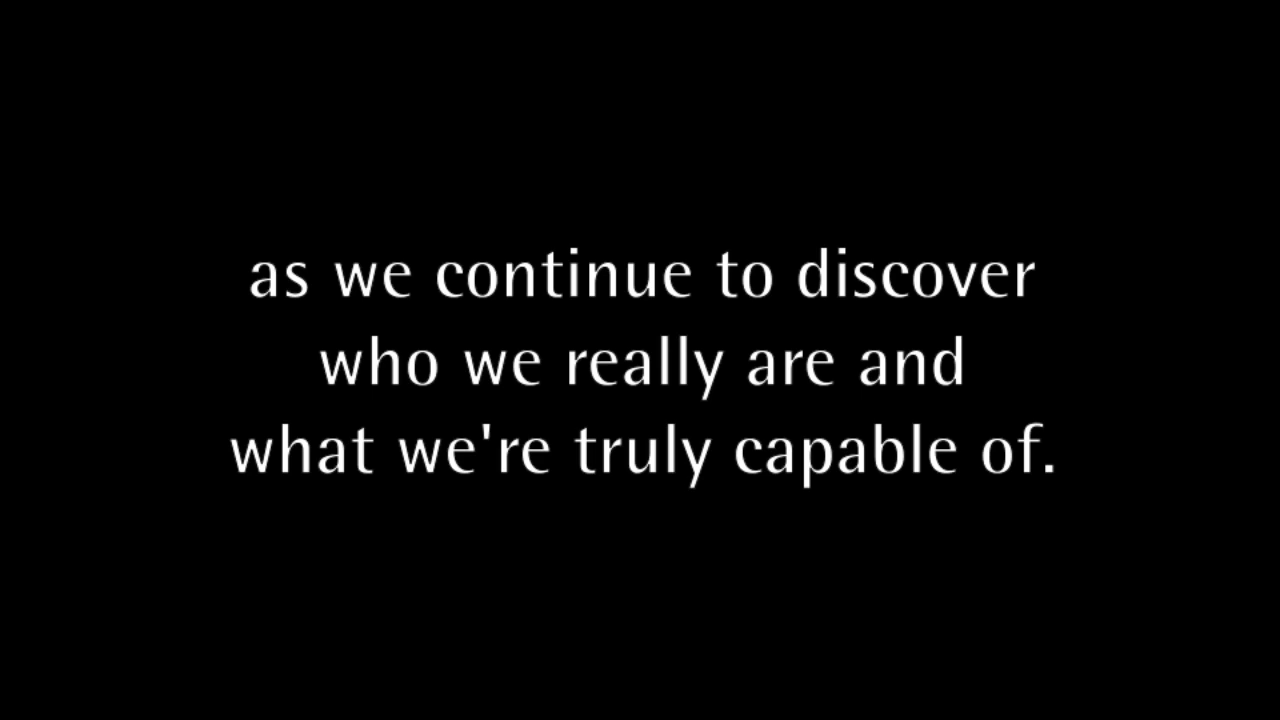 as we continue to discover
who we really are and
what we're truly capable of.